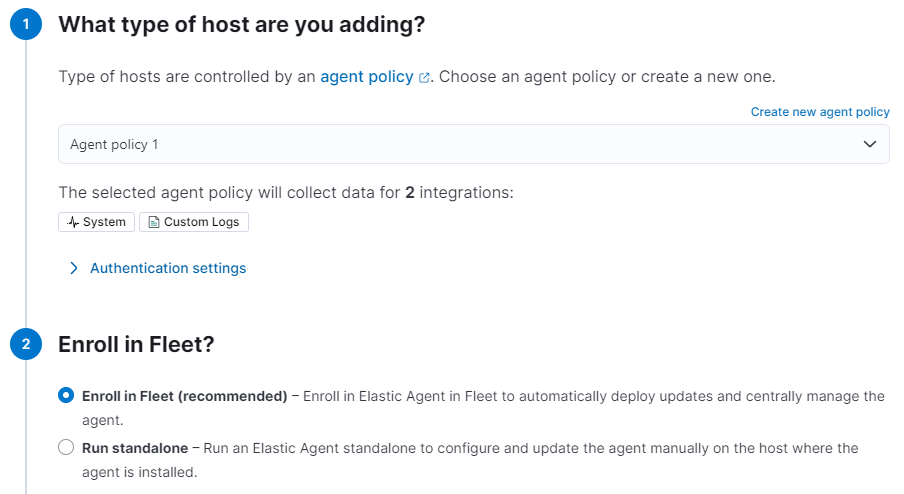 1
What type of host are you adding?
Type of hosts are controlled by an agent policy. Choose an agent policy or create a new one.
Create new agent policy
Agent policy 1
The selected agent policy will collect data for 2 integrations:
System
Custom Logs
Authentication settings
2
Enroll in Fleet?
Enroll in Fleet (recommended) – Enroll in Elastic Agent in Fleet to automatically deploy updates and centrally manage the
agent.
Run standalone – Run an Elastic Agent standalone to configure and update the agent manually on the host where the
agent is installed.